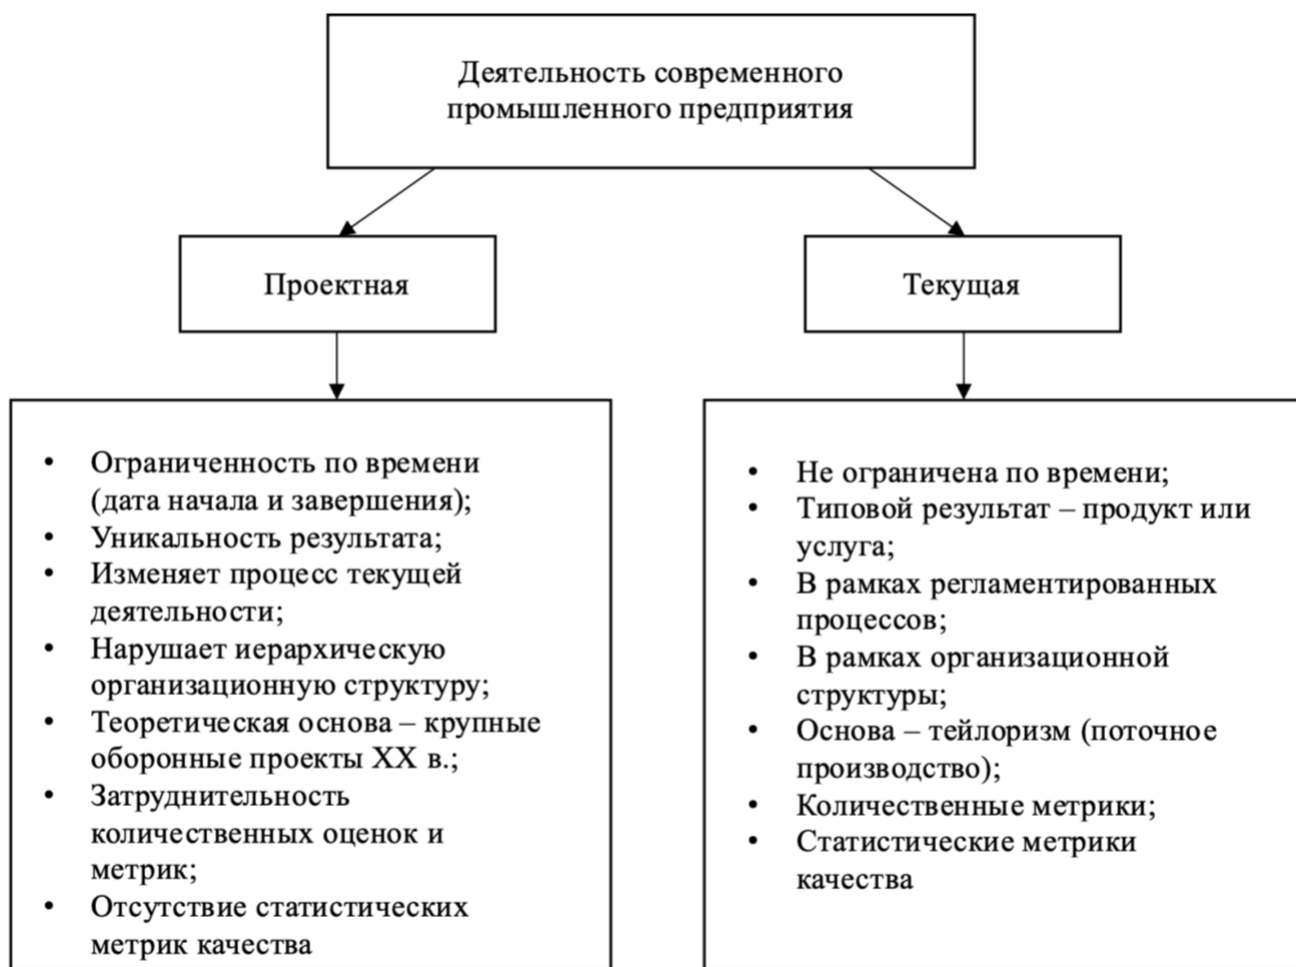 Деятельность современного
промышленного предприятия
Проектная
Текущая
• Ограниченность по времени
(дата начала и завершения);
• Уникальность результата;
• Изменяет процесс текущей
деятельности;
• Нарушает иерархическую
организационную структуру;
• Теоретическая основа – крупные
оборонные проекты XX в.;
• Затруднительность
количественных оценок и
метрик;
• Отсутствие статистических
метрик качества
• Не ограничена по времени;
• Типовой результат – продукт или
услуга;
• В рамках регламентированных
процессов;
• В рамках организационной
структуры;
• Основа – тейлоризм (поточное
производство);
• Количественные метрики;
• Статистические метрики
качества